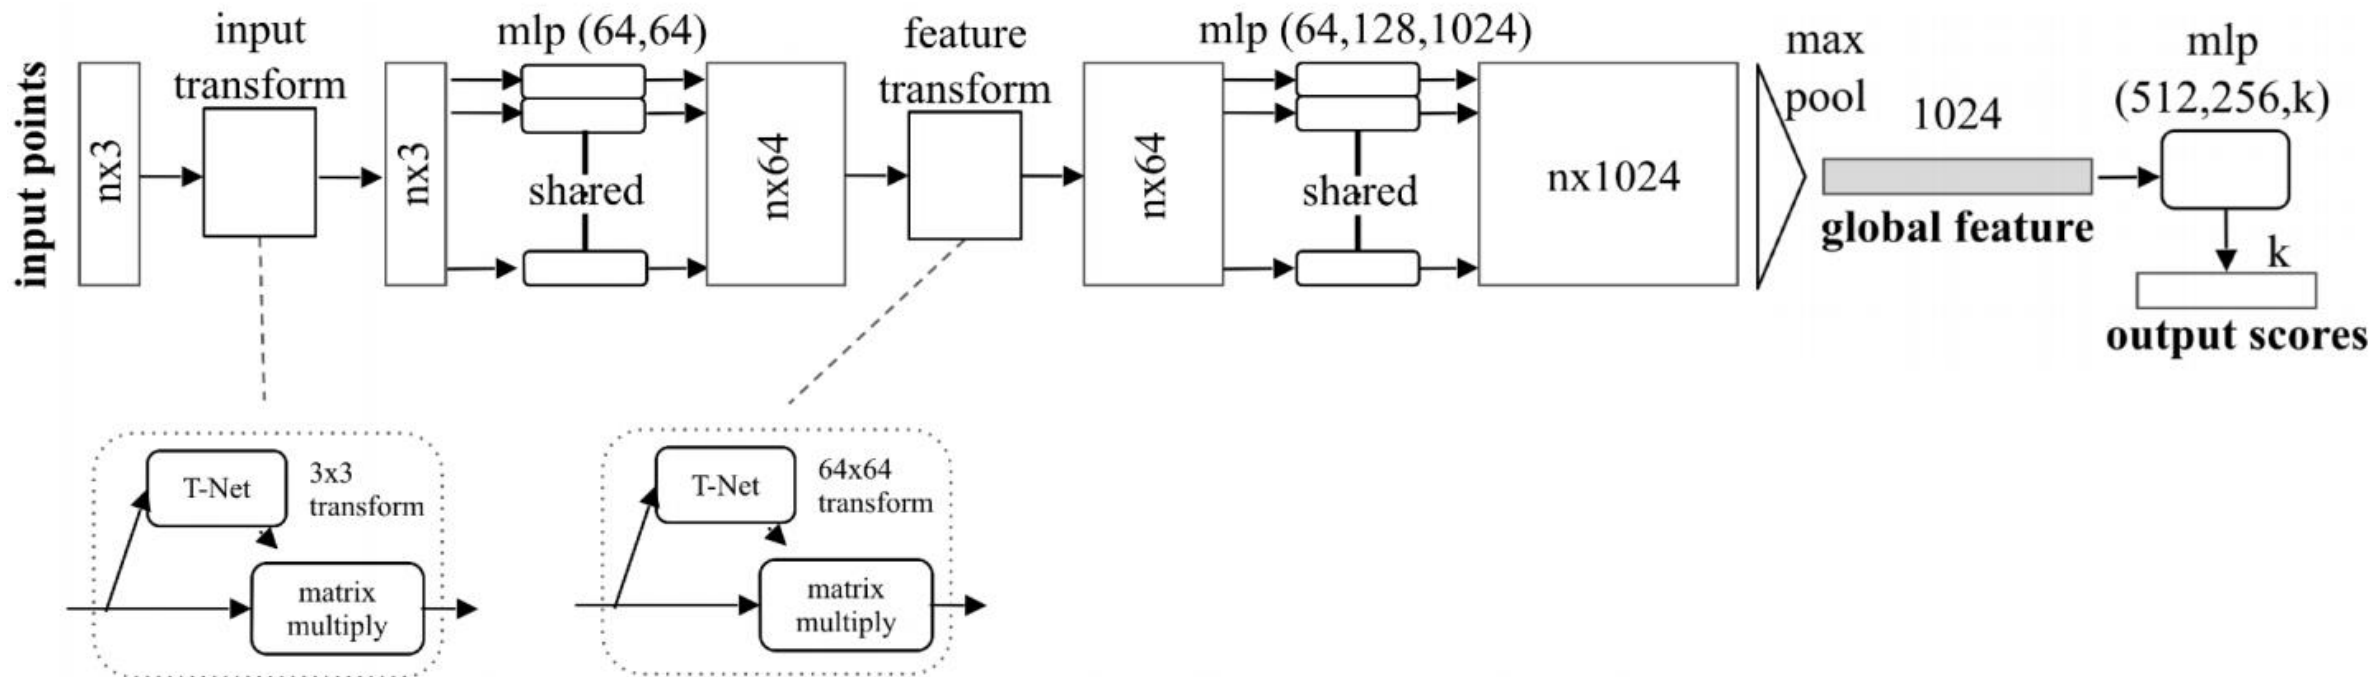 input points
nx3
input
transform
nx3
mlp (64,64)
shared
nx64
feature
transform
nx64
mlp (64,128,1024)
shared
nx1024
max
pool
1024
global feature
mlp
(512,256,k)
k
output scores
T-Net
3x3
transform
matrix
multiply
T-Net
64x64
transform
matrix
multiply